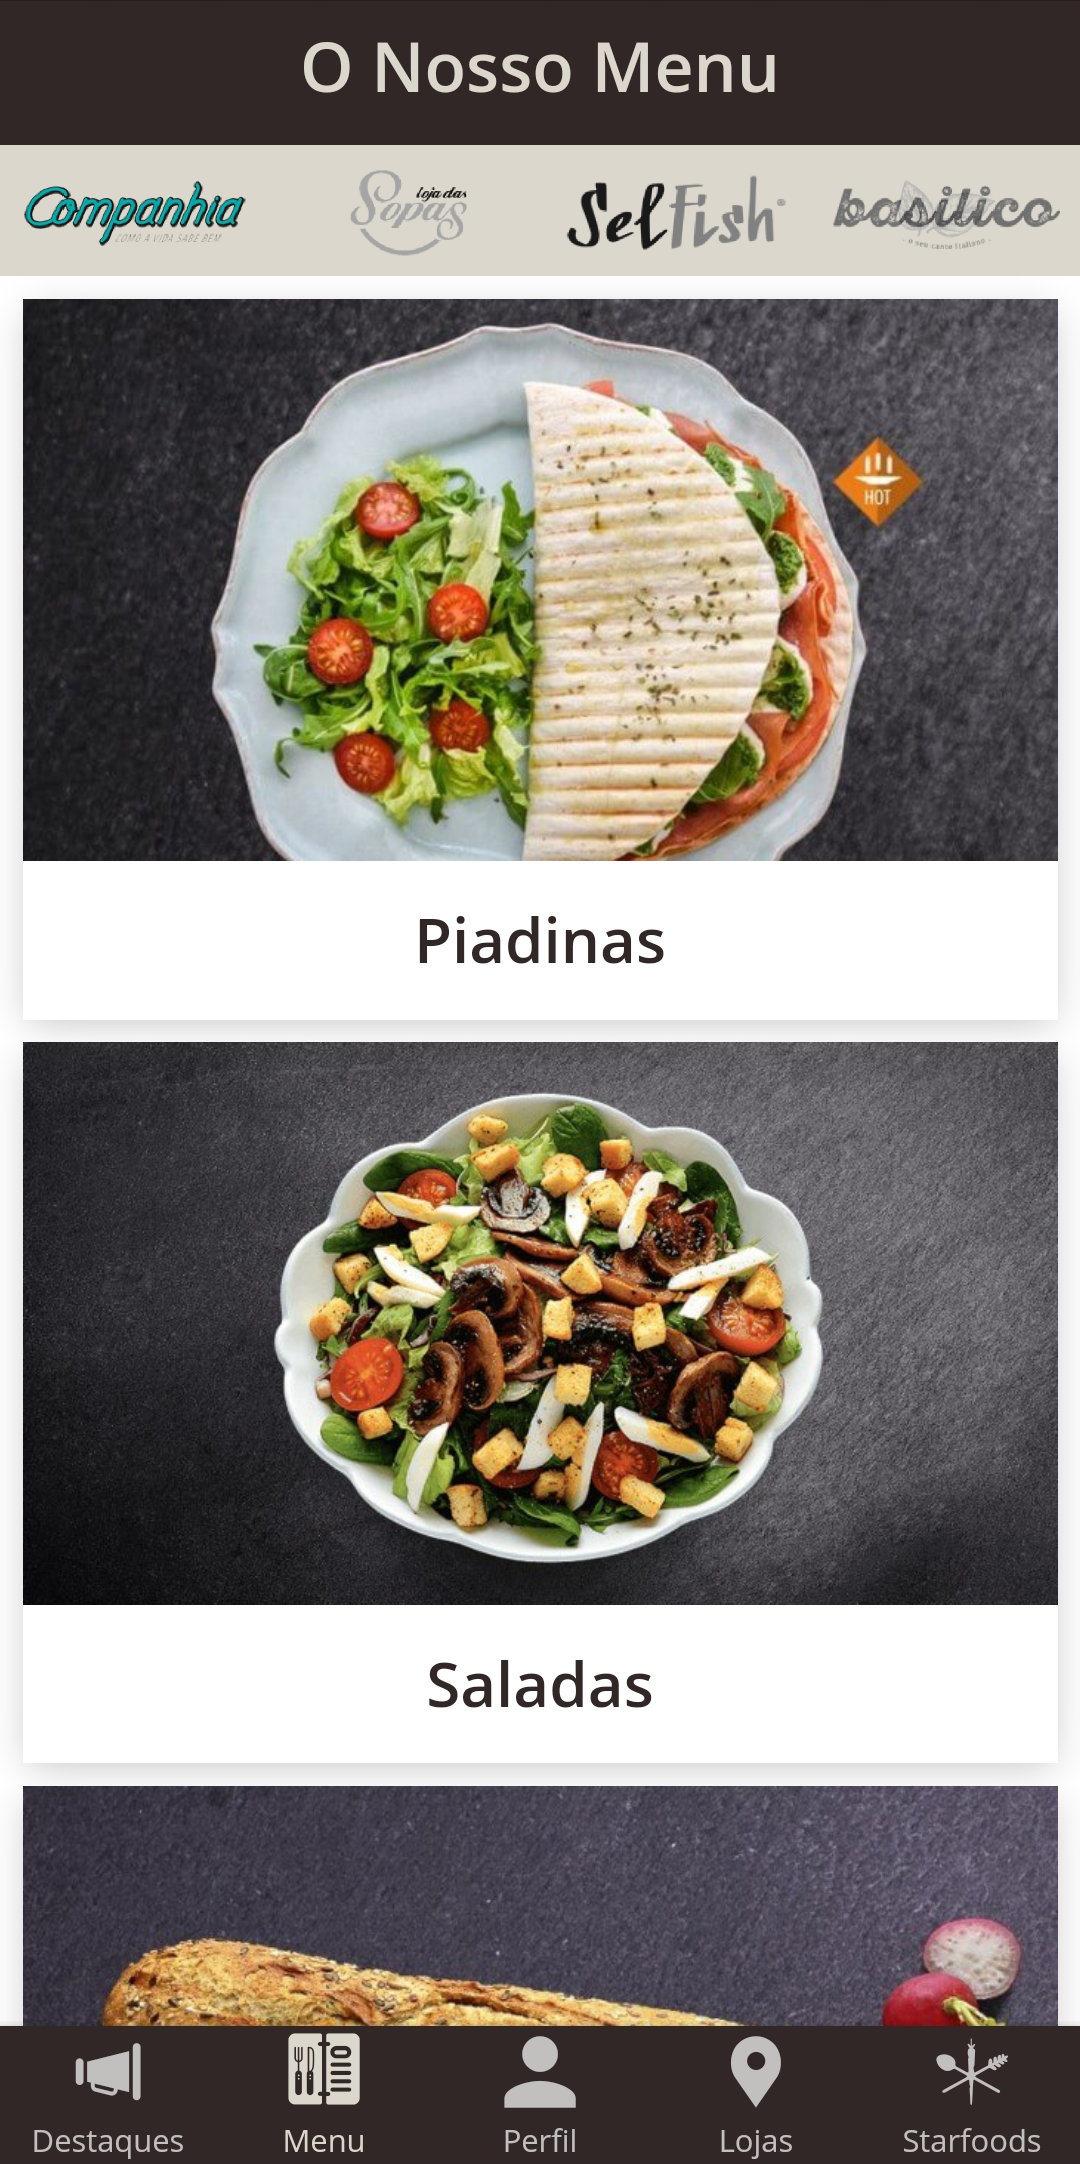 O Nosso Menu
Companhia
COMO A VIDA SABE BEM
loja das
Sopas
SelFish
basilico
- o seu canto italiano -
HOT
Piadinas
Saladas
Destaques
Menu
Perfil
Lojas
Starfoods